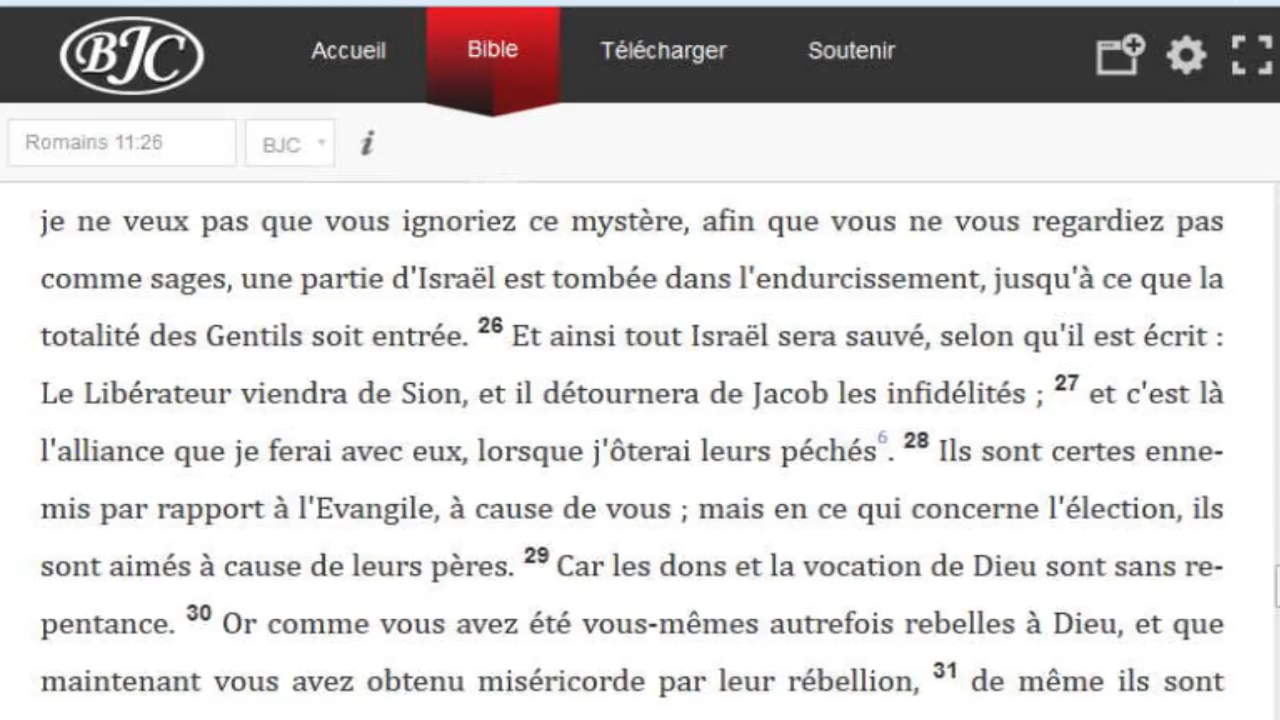 BJC
Accueil
Bible
Télécharger
Soutenir
Romains 11:26
BJC
i
je ne veux pas que vous ignoriez ce mystère, afin que vous ne vous regardiez pas
comme sages, une partie d'Israël est tombée dans l'endurcissement, jusqu'à ce que la
totalité des Gentils soit entrée. 26 Et ainsi tout Israël sera sauvé, selon qu'il est écrit :
Le Libérateur viendra de Sion, et il détournera de Jacob les infidélités ; 27 et c'est là
l'alliance que je ferai avec eux, lorsque j'ôterai leurs péchés6. 28 Ils sont certes enne-
mis par rapport à l'Evangile, à cause de vous ; mais en ce qui concerne l'élection, ils
sont aimés à cause de leurs pères. 29 Car les dons et la vocation de Dieu sont sans re-
pentance. 30 Or comme vous avez été vous-mêmes autrefois rebelles à Dieu, et que
maintenant vous avez obtenu miséricorde par leur rébellion, 31 de même ils sont